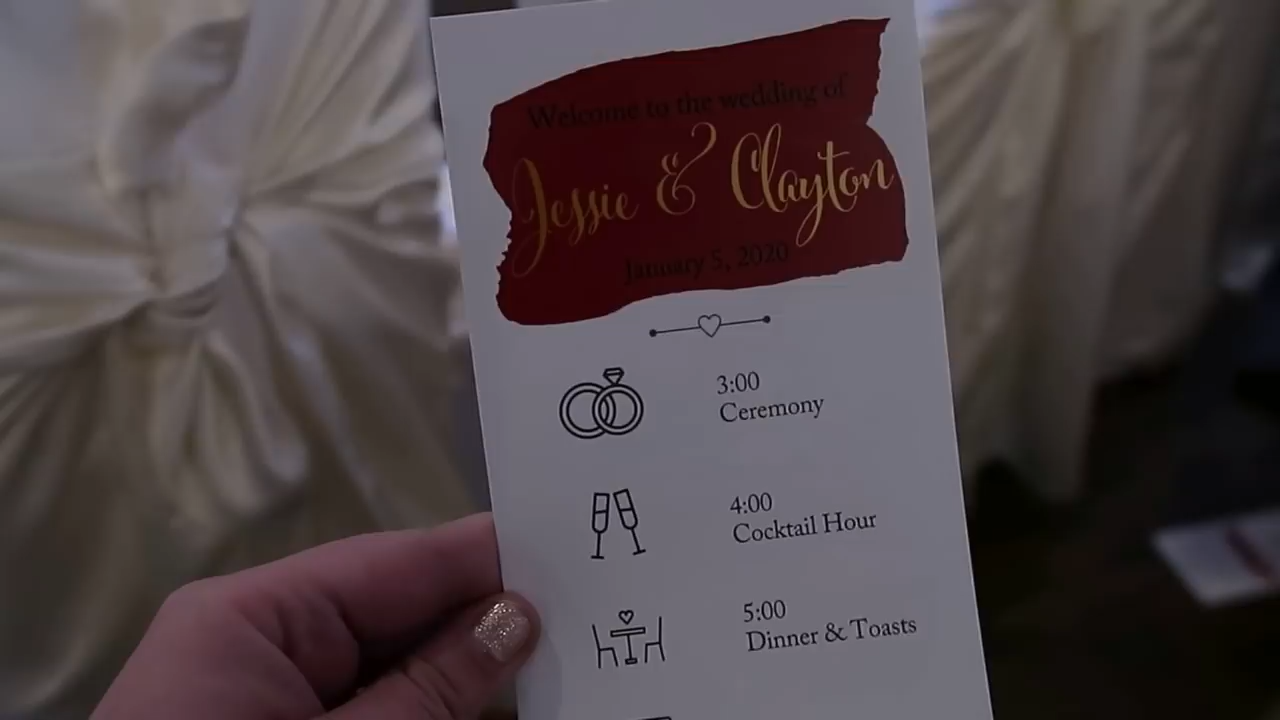 Welcome to the wedding of
Jessie & Clayton
January 5, 2020
3:00
Ceremony
4:00
Cocktail Hour
5:00
Dinner & Toasts